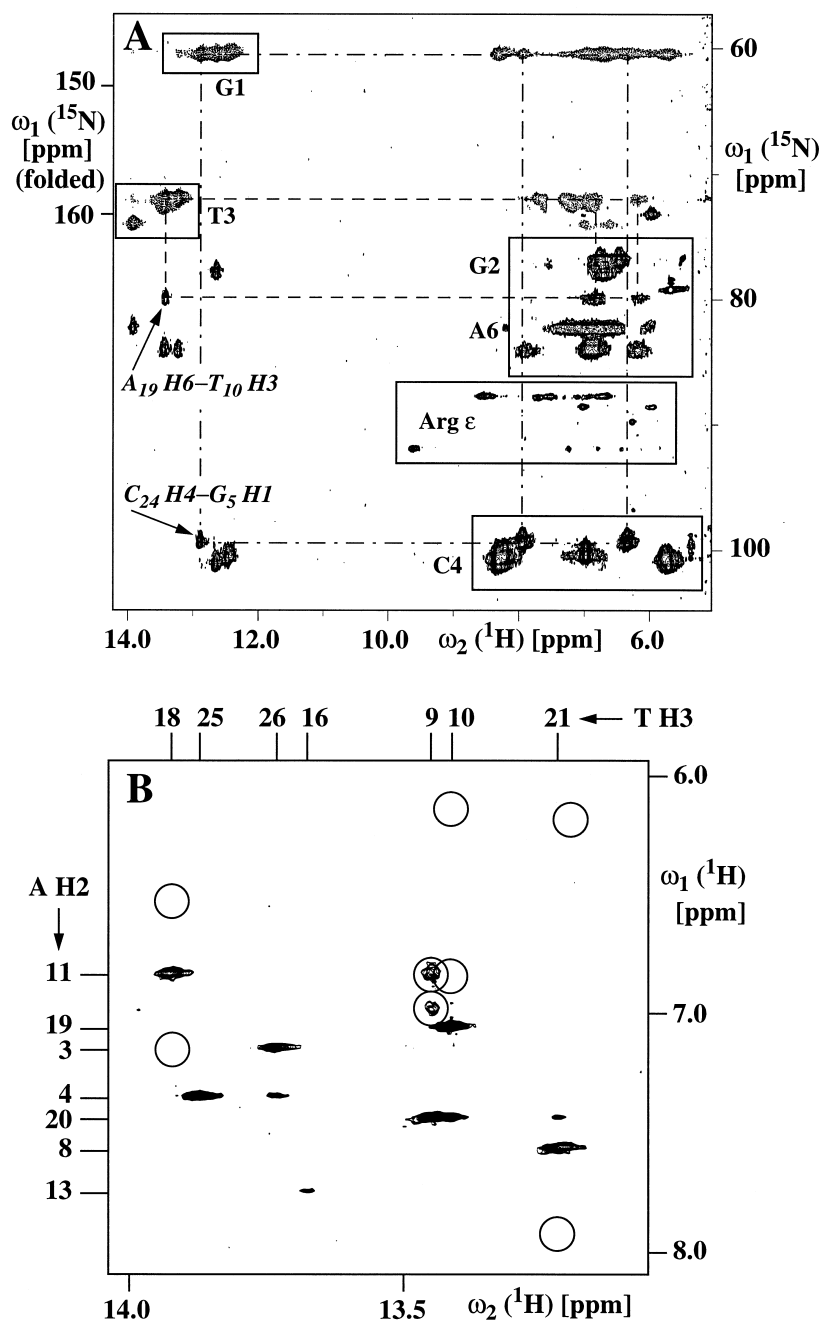 A
G1
60
150
ω1 (15N)
[ppm]
(folded)
ω1 (15N)
[ppm]
T3
160
G2
80
A6
A19 H6–T10 H3
Arg ε
C24 H4–G5 H1
C4
100
14.0 12.0 10.0 ω2 (1H) [ppm] 6.0
18 25 26 16 9 10 21 T H3
B
6.0
A H2
ω1 (1H)
[ppm]
11
7.0
19
3
4
20
8
13
8.0
14.0 13.5 ω2 (1H) [ppm]